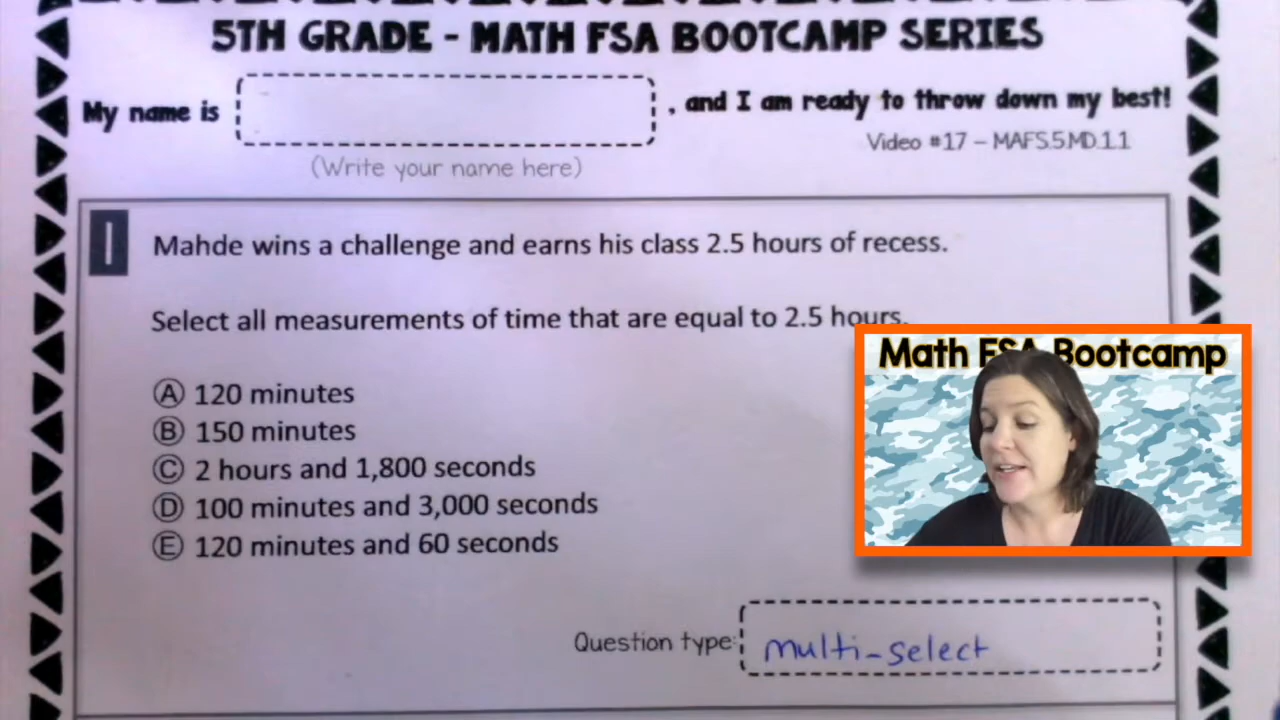 5TH GRADE - MATH FSA BOOTCAMP SERIES
My name is , and I am ready to throw down my best!
(Write your name here)
Video #17 – MAFS.5.MD.1.1
1
Mahde wins a challenge and earns his class 2.5 hours of recess.
Select all measurements of time that are equal to 2.5 hours.
Ⓐ 120 minutes
Ⓑ 150 minutes
Ⓒ 2 hours and 1,800 seconds
Ⓓ 100 minutes and 3,000 seconds
Ⓔ 120 minutes and 60 seconds
Math FSA Bootcamp
Question type: multi-select